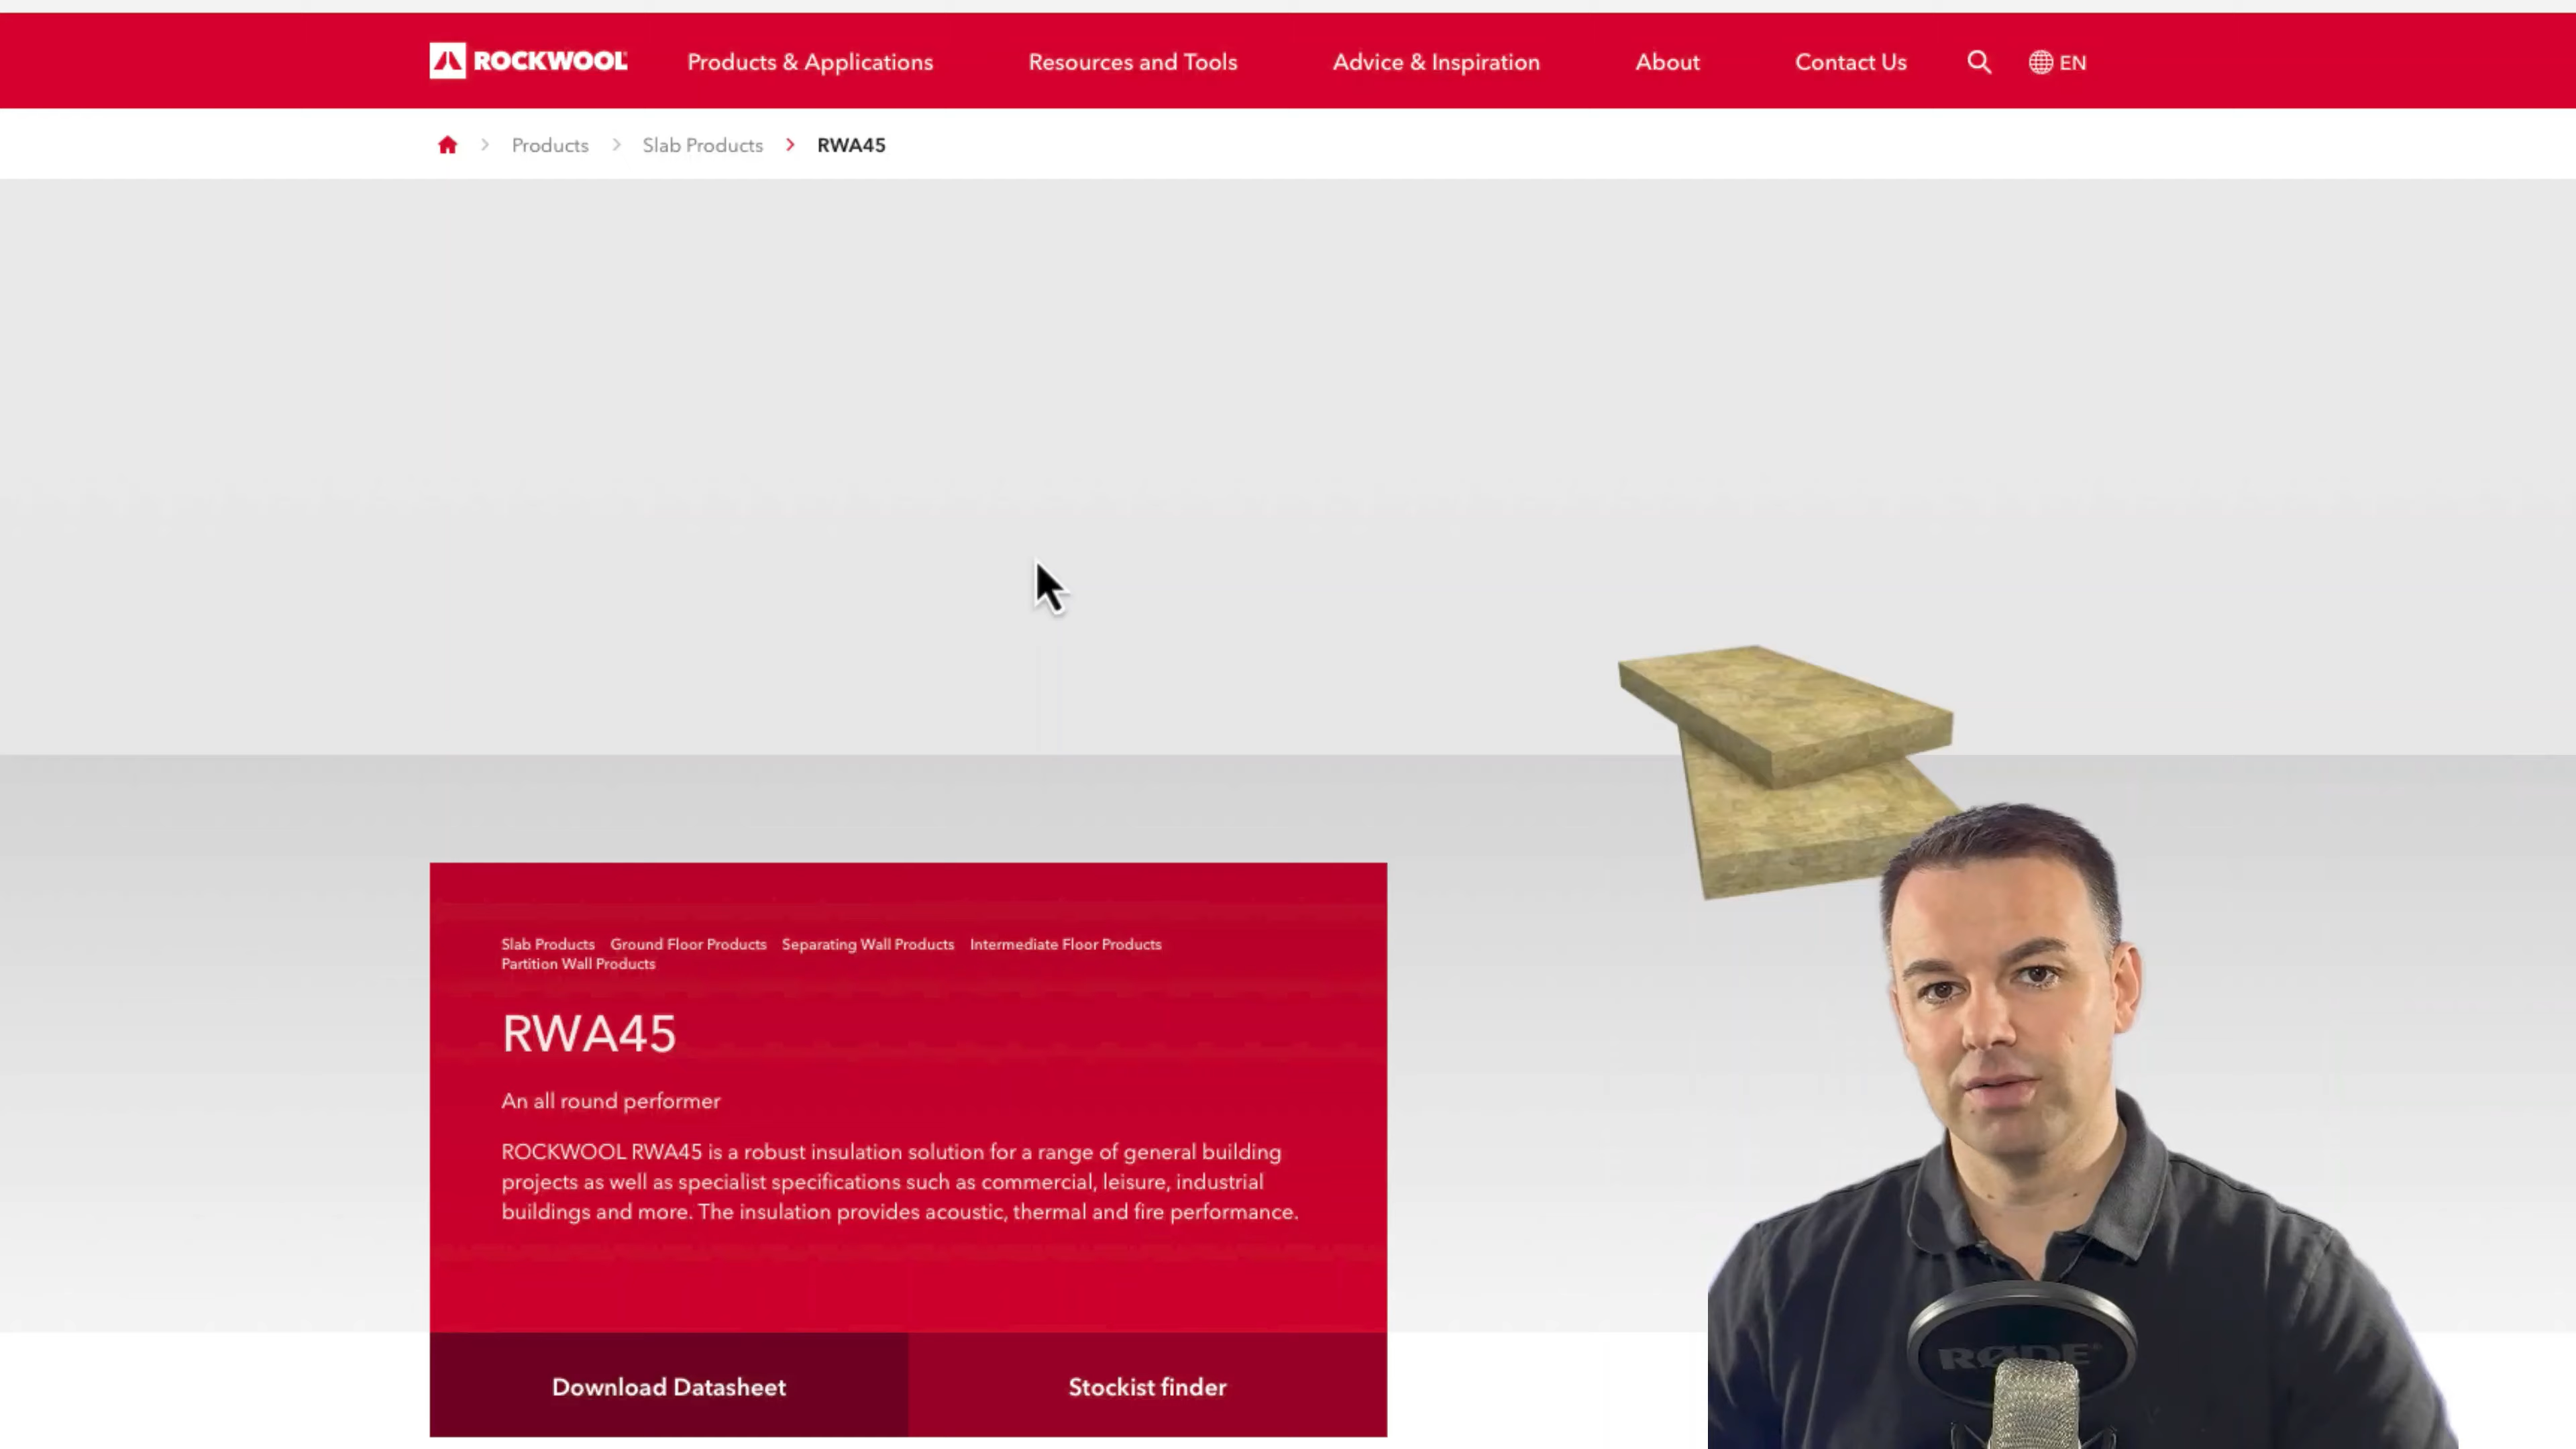 ROCKWOOL
Products & Applications
Resources and Tools
Advice & Inspiration
About
Contact Us
EN
Products
Slab Products
RWA45
Slab Products Ground Floor Products Separating Wall Products Intermediate Floor Products
Partition Wall Products
RWA45
An all round performer
ROCKWOOL RWA45 is a robust insulation solution for a range of general building
projects as well as specialist specifications such as commercial, leisure, industrial
buildings and more. The insulation provides acoustic, thermal and fire performance.
Download Datasheet
Stockist finder
RØDE